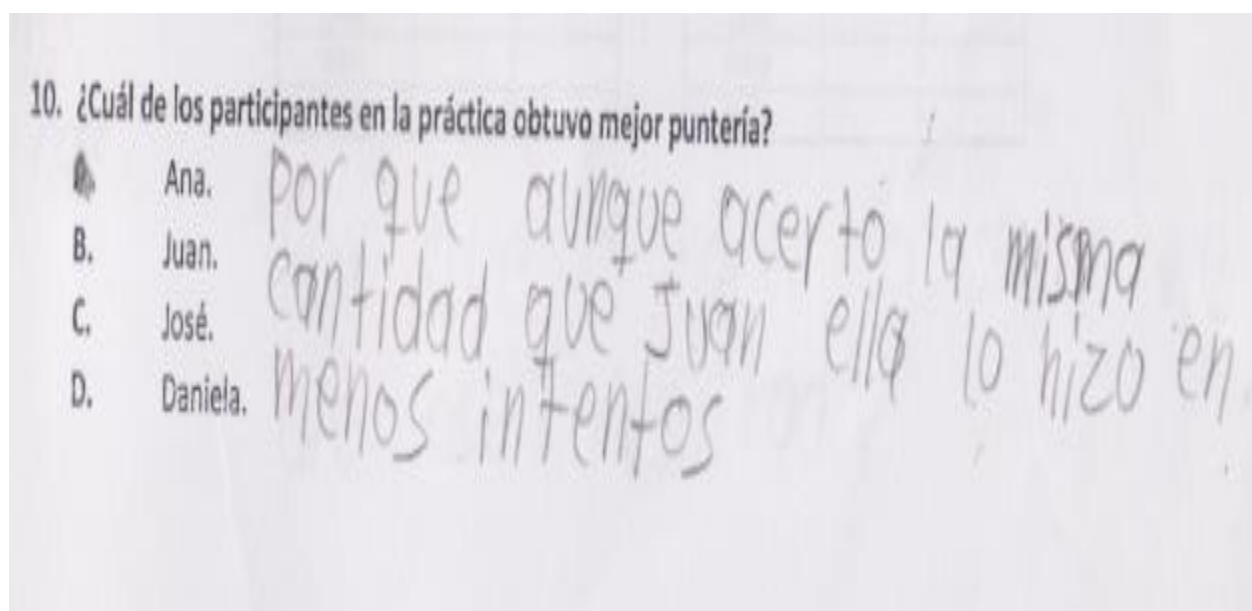 10. ¿Cuál de los participantes en la práctica obtuvo mejor puntería?
Ana. por que aunque acerto la misma
B. Juan. cantidad que Juan ella lo hizo en
C. José.
D. Daniela. menos intentos